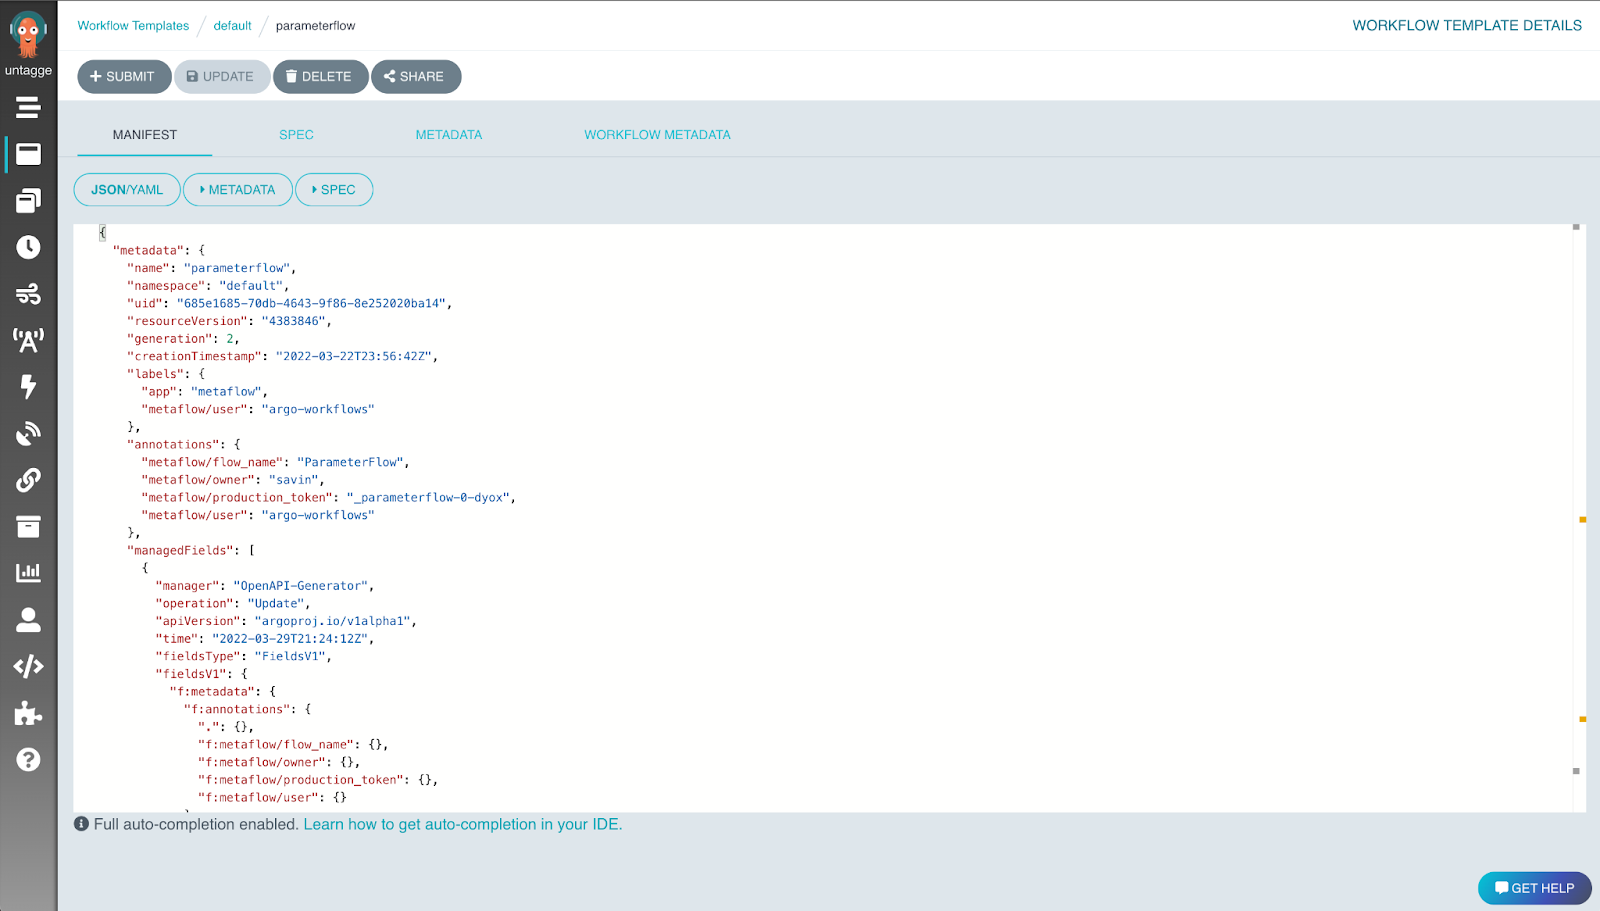 untagge
Workflow Templates / default / parameterflow
WORKFLOW TEMPLATE DETAILS
SUBMIT UPDATE DELETE SHARE
MANIFEST SPEC METADATA WORKFLOW METADATA
JSON/YAML METADATA SPEC
{
"metadata": {
"name": "parameterflow",
"namespace": "default",
"uid": "685e1685-70db-4643-9f86-8e252020ba14",
"resourceVersion": "4383846",
"generation": 2,
"creationTimestamp": "2022-03-22T23:56:42Z",
"labels": {
"app": "metaflow",
"metaflow/user": "argo-workflows"
},
"annotations": {
"metaflow/flow_name": "ParameterFlow",
"metaflow/owner": "savin",
"metaflow/production_token": "_parameterflow-0-dyox",
"metaflow/user": "argo-workflows"
},
"managedFields": [
{
"manager": "OpenAPI-Generator",
"operation": "Update",
"apiVersion": "argoproj.io/v1alpha1",
"time": "2022-03-29T21:24:12Z",
"fieldsType": "FieldsV1",
"fieldsV1": {
"f:metadata": {
"f:annotations": {
".": {},
"f:metaflow/flow_name": {},
"f:metaflow/owner": {},
"f:metaflow/production_token": {},
"f:metaflow/user": {}
Full auto-completion enabled. Learn how to get auto-completion in your IDE.
GET HELP